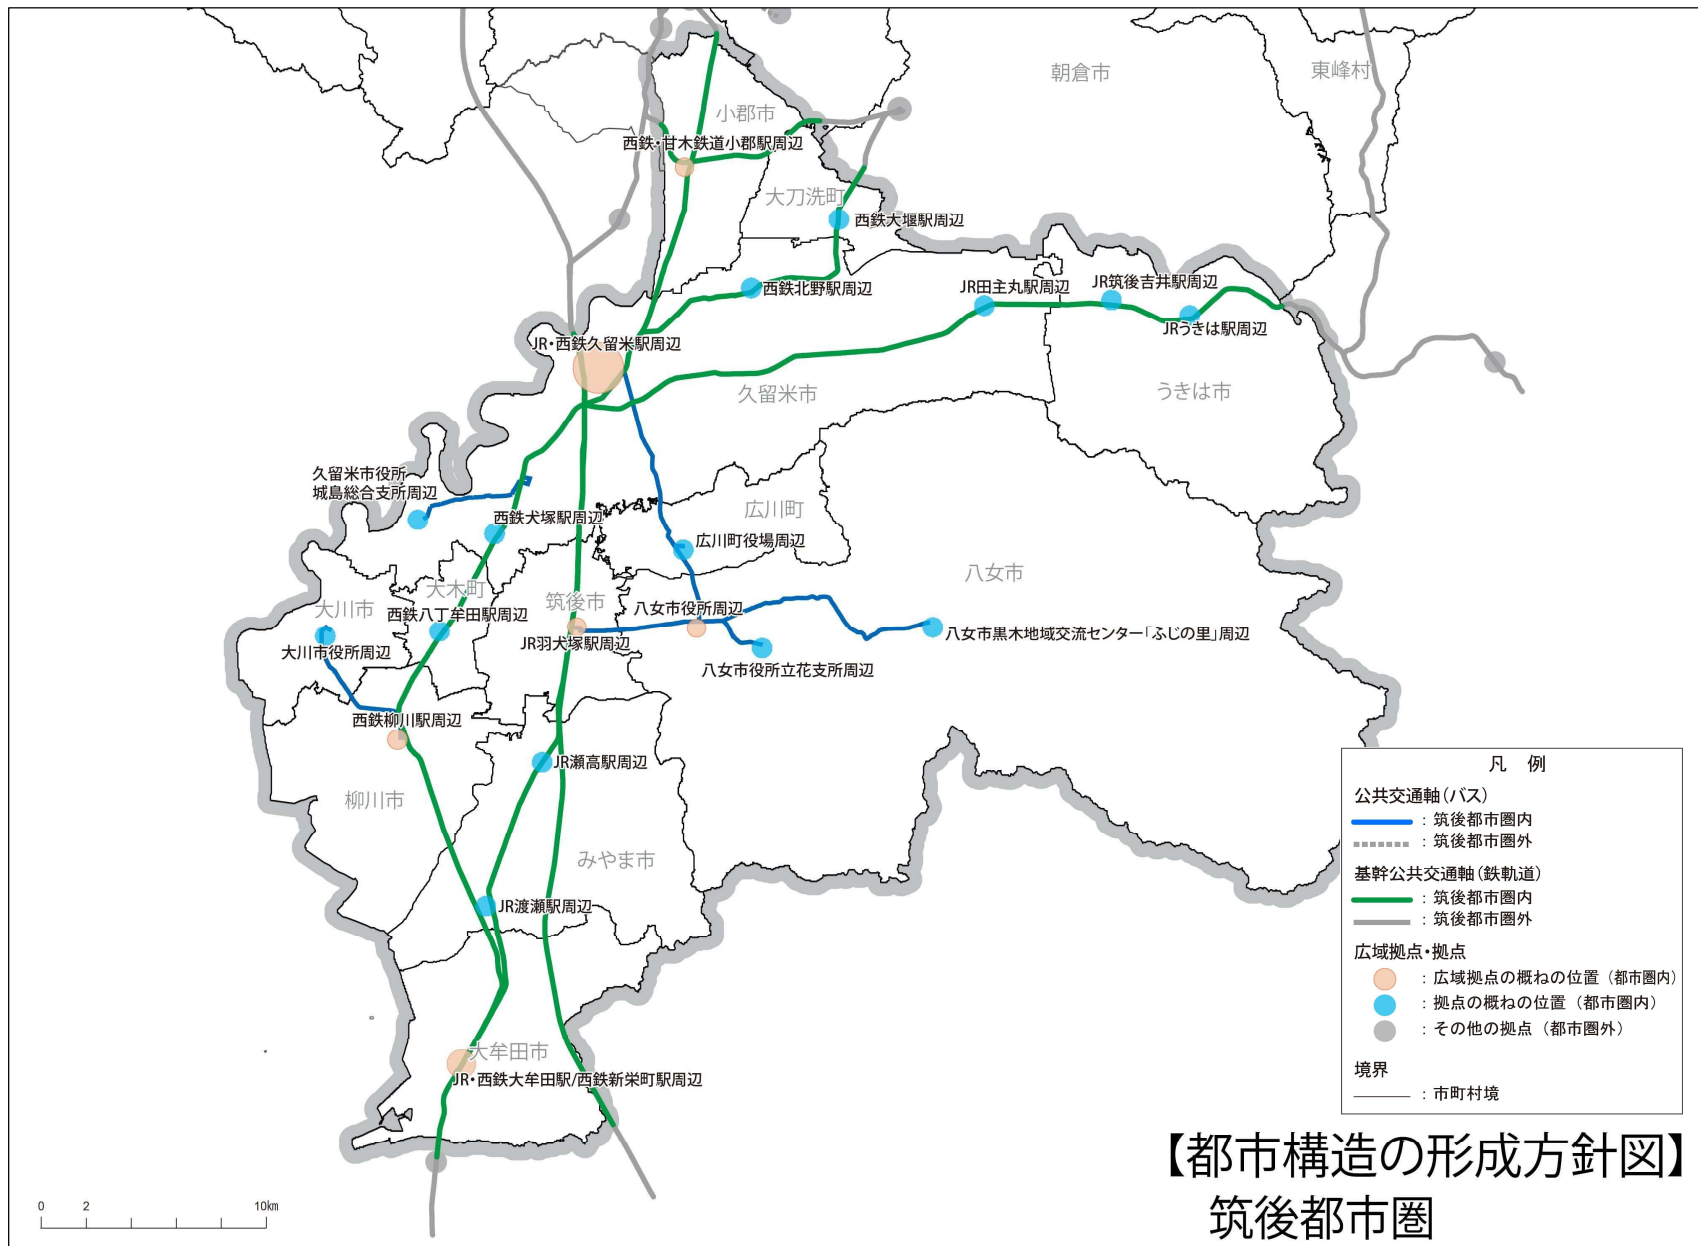 朝倉市
東峰村
小郡市
西鉄・甘木鉄道小郡駅周辺
大刀洗町
西鉄大堰駅周辺
西鉄北野駅周辺
JR田主丸駅周辺
JR筑後吉井駅周辺
JRうきは駅周辺
JR・西鉄久留米駅周辺
久留米市
うきは市
久留米市役所
城島総合支所周辺
西鉄犬塚駅周辺
広川町
広川町役場周辺
八女市
大木町
大川市
西鉄八丁牟田駅周辺
筑後市
八女市役所周辺
大川市役所周辺
JR羽犬塚駅周辺
八女市黒木地域交流センター「ふじの里」周辺
八女市役所立花支所周辺
西鉄柳川駅周辺
JR瀬高駅周辺
柳川市
みやま市
JR渡瀬駅周辺
大牟田市
JR・西鉄大牟田駅/西鉄新栄町駅周辺
凡 例
公共交通軸(バス)
：筑後都市圏内
：筑後都市圏外
基幹公共交通軸(鉄軌道)
：筑後都市圏内
：筑後都市圏外
広域拠点・拠点
：広域拠点の概ねの位置（都市圏内）
：拠点の概ねの位置（都市圏内）
：その他の拠点（都市圏外）
境界
：市町村境
【都市構造の形成方針図】
筑後都市圏
0 2 10km